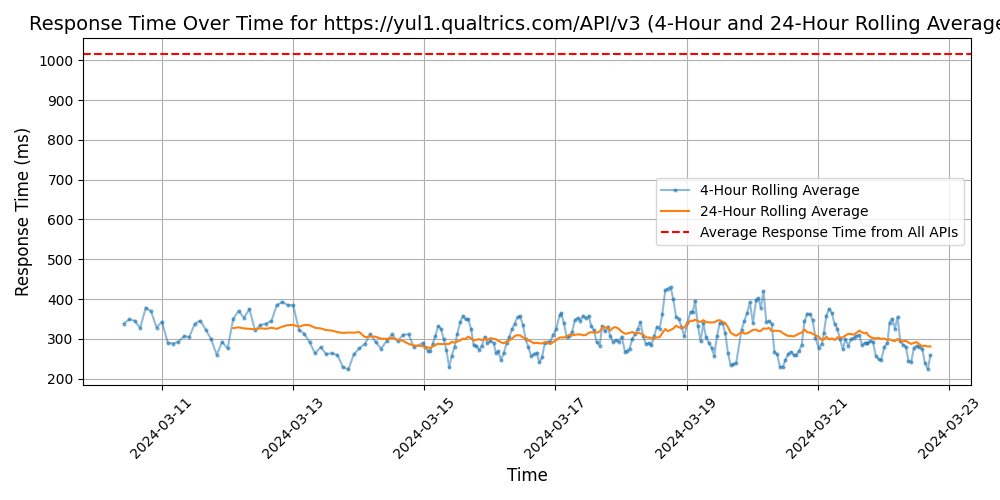 Response Time Over Time for https://yul1.qualtrics.com/API/v3 (4-Hour and 24-Hour Rolling Average
Response Time (ms)
1000
900
800
700
600
500
400
300
200
4-Hour Rolling Average
24-Hour Rolling Average
Average Response Time from All APIs
2024-03-11
2024-03-13
2024-03-15
2024-03-17
2024-03-19
2024-03-21
2024-03-23
Time